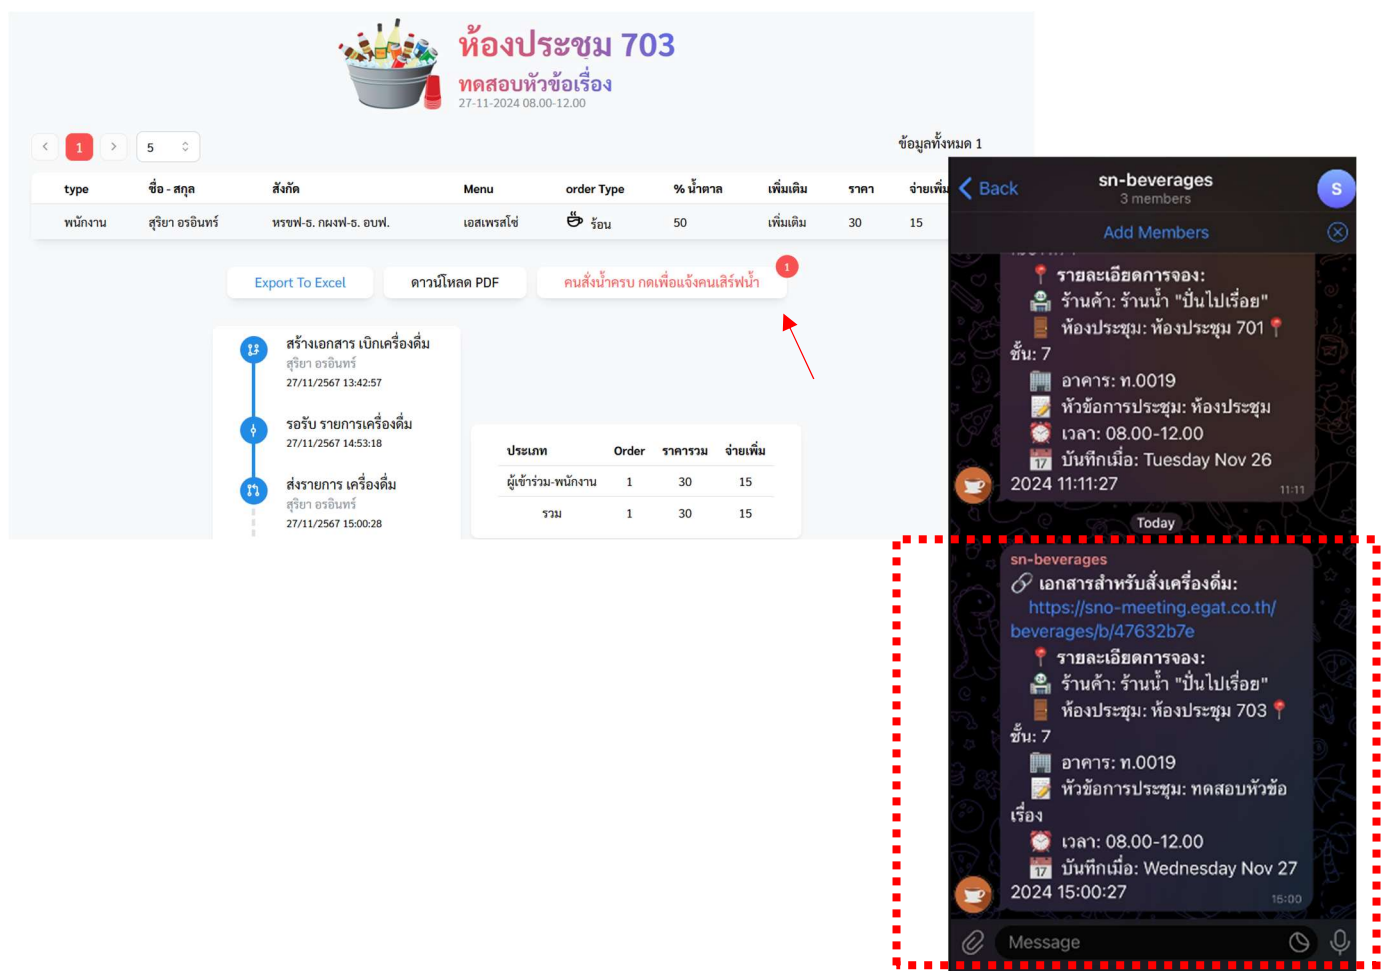 ห้องประชุม 703
ทดสอบหัวข้อเรื่อง
27-11-2024 08.00-12.00
1
5
ข้อมูลทั้งหมด 1
type ชื่อ - สกุล สังกัด Menu order Type % น้ำตาล เพิ่มเติม ราคา จ่ายเพิ่ม
พนักงาน สุริยา อรอินทร์ หรขฟ-ธ. กผงฟ-ธ. อบฟ. เอสเพรสโซ่ ร้อน 50 เพิ่มเติม 30 15
Export To Excel ดาวน์โหลด PDF คนสั่งน้ำครบ กดเพื่อแจ้งคนเสิร์ฟน้ำ 1
สร้างเอกสาร เบิกเครื่องดื่ม
สุริยา อรอินทร์
27/11/2567 13:42:57
รอรับ รายการเครื่องดื่ม
27/11/2567 14:53:18
ส่งรายการ เครื่องดื่ม
สุริยา อรอินทร์
27/11/2567 15:00:28
ประเภท Order ราคารวม จ่ายเพิ่ม
ผู้เข้าร่วม-พนักงาน 1 30 15
รวม 1 30 15
Back
sn-beverages
3 members
S
Add Members
รายละเอียดการจอง:
ร้านค้า: ร้านน้ำ "ปั่นไปเรื่อย"
ห้องประชุม: ห้องประชุม 701
ชั้น: 7
อาคาร: ท.0019
หัวข้อการประชุม: ห้องประชุม
เวลา: 08.00-12.00
บันทึกเมื่อ: Tuesday Nov 26
2024 11:11:27
11:11
Today
sn-beverages
เอกสารสำหรับสั่งเครื่องดื่ม:
https://sno-meeting.egat.co.th/
beverages/b/47632b7e
รายละเอียดการจอง:
ร้านค้า: ร้านน้ำ "ปั่นไปเรื่อย"
ห้องประชุม: ห้องประชุม 703
ชั้น: 7
อาคาร: ท.0019
หัวข้อการประชุม: ทดสอบหัวข้อ
เรื่อง
เวลา: 08.00-12.00
บันทึกเมื่อ: Wednesday Nov 27
2024 15:00:27
15:00
Message